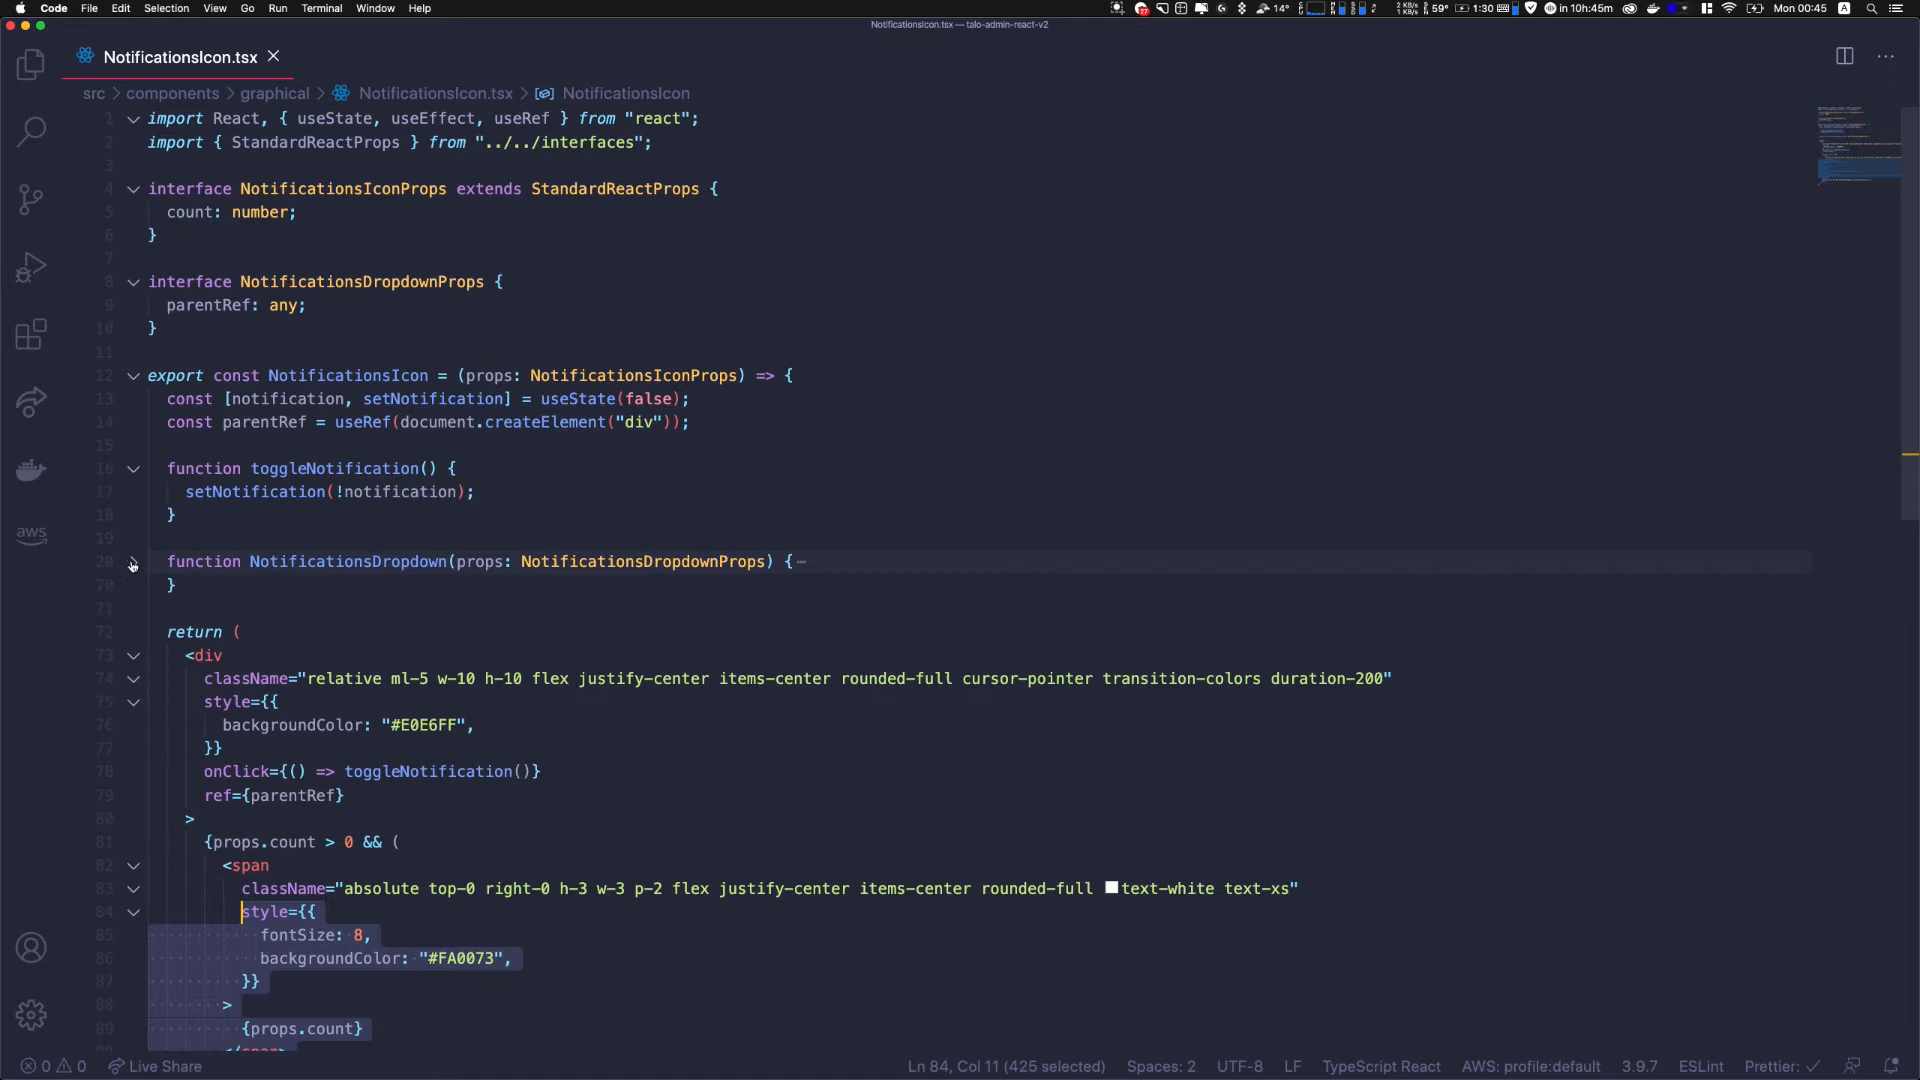 Code File Edit Selection View Go Run Terminal Window Help
14° 59° 1:30 in 10h:45m Mon 00:45
NotificationsIcon.tsx — talo-admin-react-v2
NotificationsIcon.tsx
src > components > graphical > NotificationsIcon.tsx > NotificationsIcon
1 import React, { useState, useEffect, useRef } from "react";
2 import { StandardReactProps } from "../../interfaces";
3
4 interface NotificationsIconProps extends StandardReactProps {
5 count: number;
6 }
7
8 interface NotificationsDropdownProps {
9 parentRef: any;
10 }
11
12 export const NotificationsIcon = (props: NotificationsIconProps) => {
13 const [notification, setNotification] = useState(false);
14 const parentRef = useRef(document.createElement("div"));
15
16 function toggleNotification() {
17 setNotification(!notification);
18 }
19
20 function NotificationsDropdown(props: NotificationsDropdownProps) {⋯
70 }
71
72 return (
73 <div
74 className="relative ml-5 w-10 h-10 flex justify-center items-center rounded-full cursor-pointer transition-colors duration-200"
75 style={{
76 backgroundColor: "#E0E6FF",
77 }}
78 onClick={() => toggleNotification()}
79 ref={parentRef}
80 >
81 {props.count > 0 && (
82 <span
83 className="absolute top-0 right-0 h-3 w-3 p-2 flex justify-center items-center rounded-full text-white text-xs"
84 style={{
85 fontSize: 8,
86 backgroundColor: "#FA0073",
87 }}
88 >
89 {props.count}
aws
0 0 Live Share Ln 84, Col 11 (425 selected) Spaces: 2 UTF-8 LF TypeScript React AWS: profile:default 3.9.7 ESLint Prettier: ✓